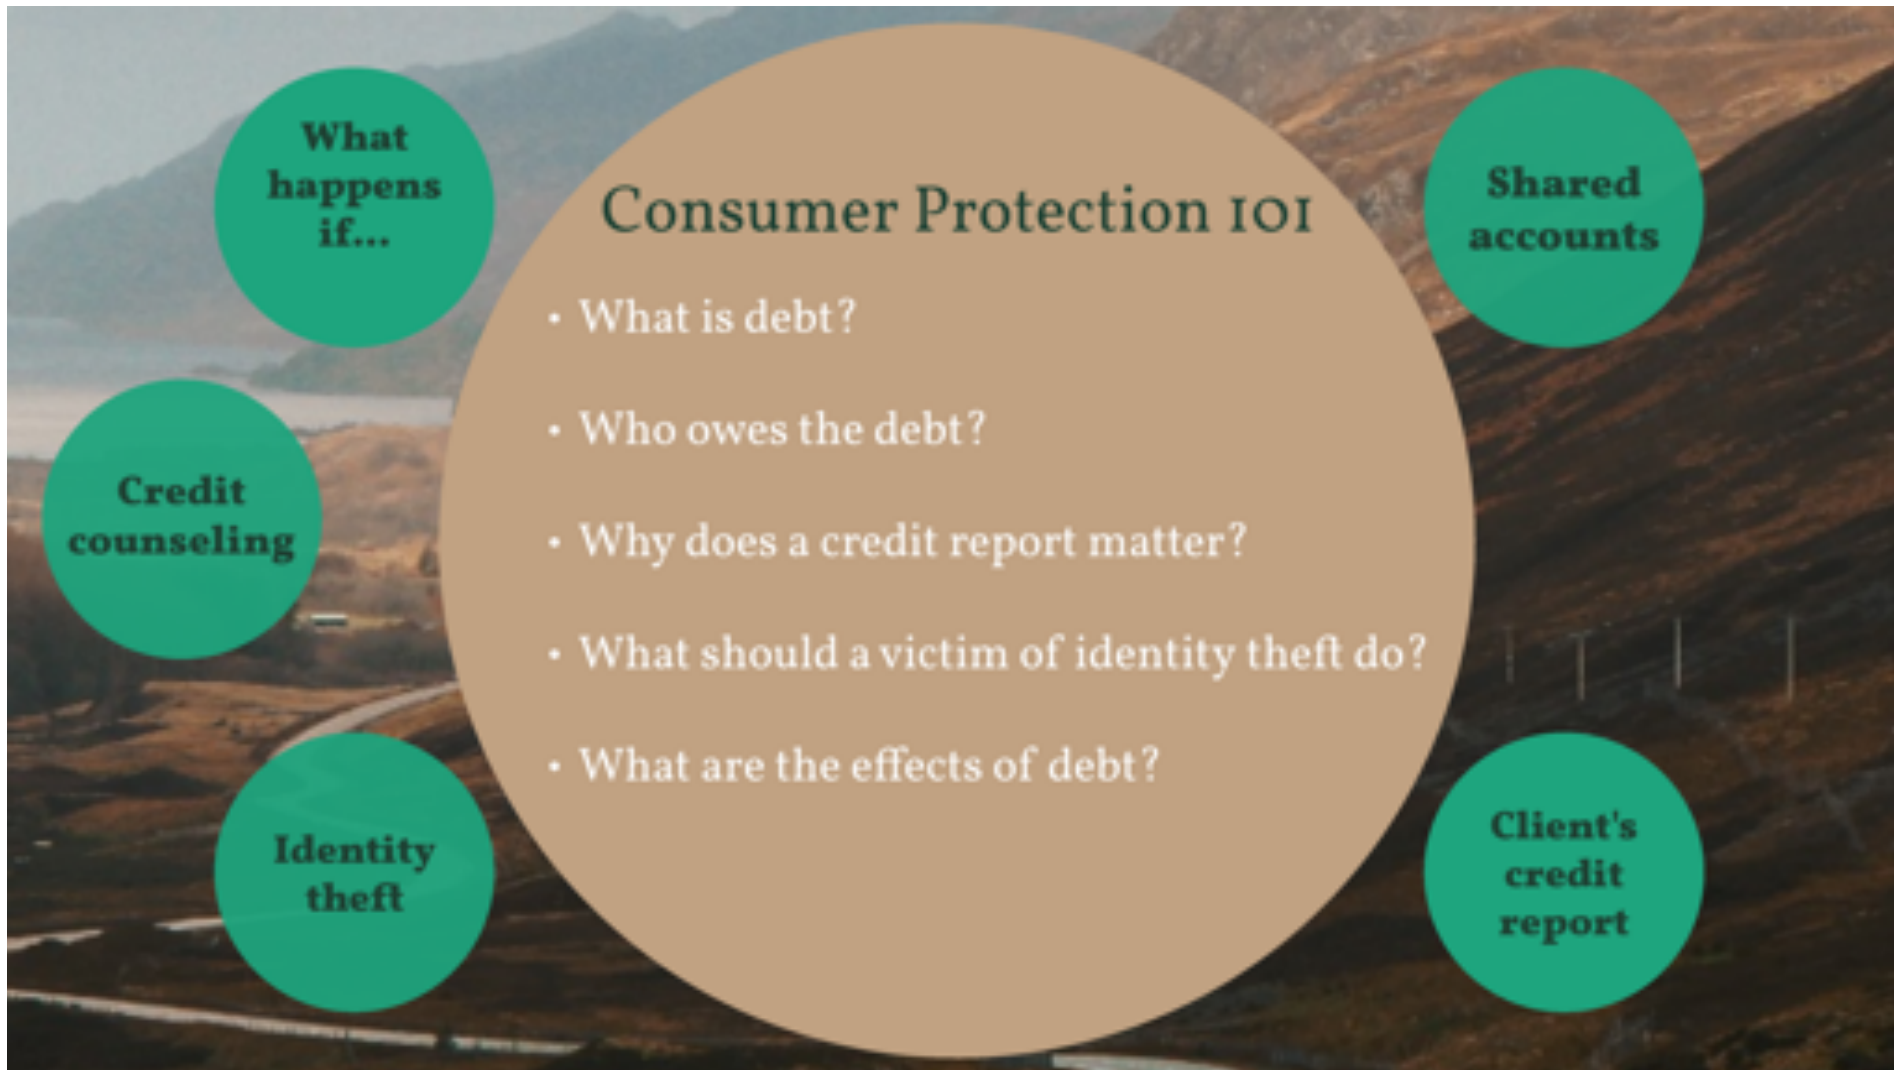 What
happens
if...
Credit
counseling
Identity
theft
Consumer Protection 101
• What is debt?
• Who owes the debt?
• Why does a credit report matter?
• What should a victim of identity theft do?
• What are the effects of debt?
Shared
accounts
Client's
credit
report